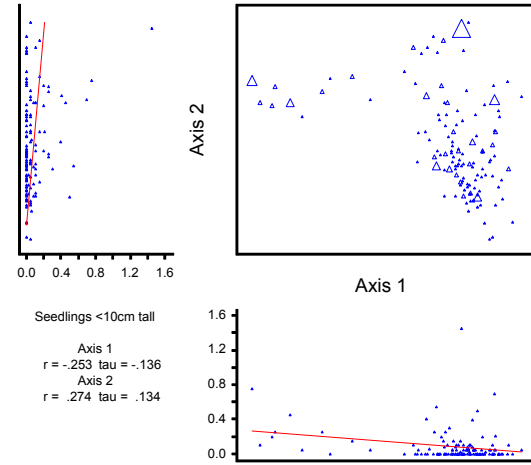 Axis 2
0.0 0.4 0.8 1.2 1.6
Axis 1
Seedlings <10cm tall
Axis 1
r = -.253 tau = -.136
Axis 2
r = .274 tau = .134
1.6
1.2
0.8
0.4
0.0